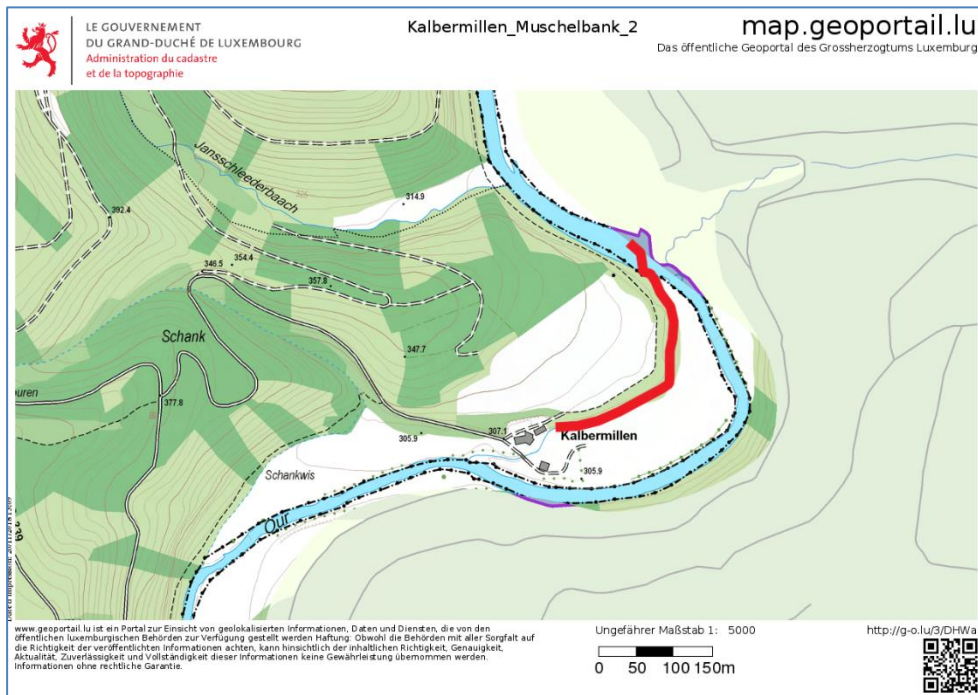 LE GOUVERNEMENT
DU GRAND-DUCHÉ DE LUXEMBOURG
Administration du cadastre
et de la topographie
Kalbermillen_Muschelbank_2
map.geoportail.lu
Das öffentliche Geoportal des Grossherzogtums Luxemburg
Jansschleederbaach
314.9
392.4
354.4
346.5
357.8
Schank
347.7
377.8
307.1
305.9
Kalbermillen
305.9
Schankwis
Our
339
www.geoportail.lu ist ein Portal zur Einsicht von geolokalisierten Informationen, Daten und Diensten, die von den
öffentlichen luxemburgischen Behörden zur Verfügung gestellt werden Haftung: Obwohl die Behörden mit aller Sorgfalt auf
die Richtigkeit der veröffentlichten Informationen achten, kann hinsichtlich der inhaltlichen Richtigkeit, Genauigkeit,
Aktualität, Zuverlässigkeit und Vollständigkeit dieser Informationen keine Gewährleistung übernommen werden.
Informationen ohne rechtliche Garantie.
Ungefährer Maßstab 1: 5000
0 50 100 150m
http://g-o.lu/3/DHWa